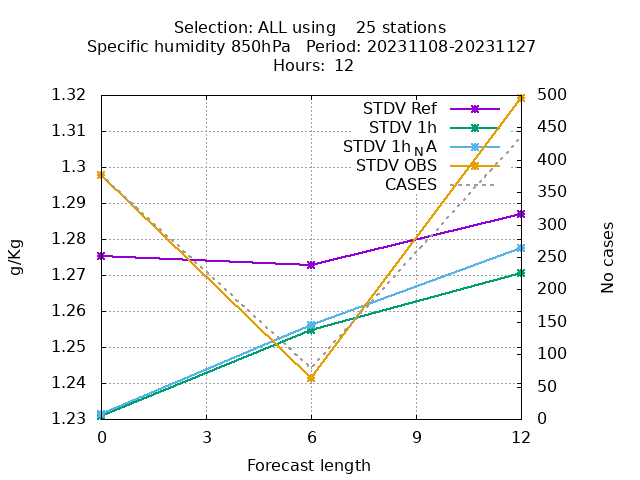 Selection: ALL using    25 stations
Specific humidity 850hPa   Period: 20231108-20231127
Hours: 12
STDV Ref
STDV 1h
STDV 1h_NA
STDV OBS
CASES
g/Kg
1.32
1.31
1.3
1.29
1.28
1.27
1.26
1.25
1.24
1.23
500
450
400
350
300
250
200
150
100
50
0
No cases
0 3 6 9 12
Forecast length